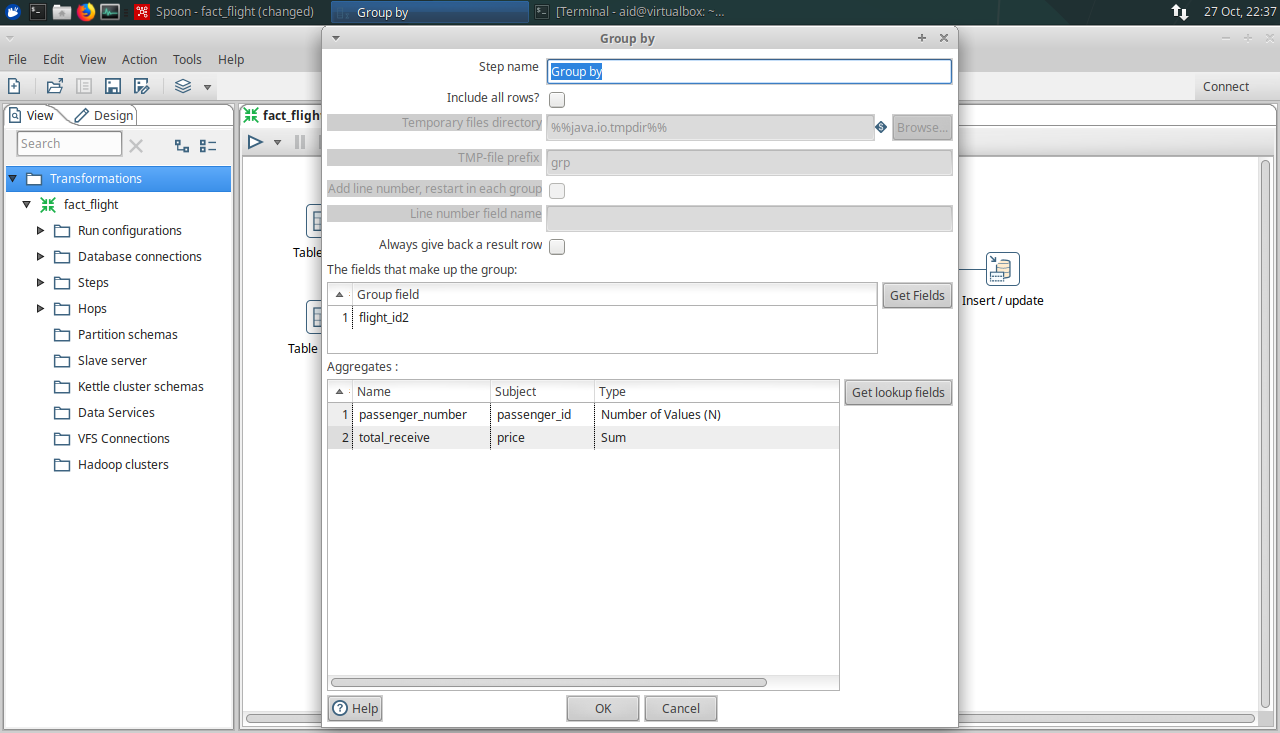 Spoon - fact_flight (changed)
Group by
[Terminal - aid@virtualbox: ~...
27 Oct, 22:37
Group by
File Edit View Action Tools Help
Connect
View
Design
Search
Transformations
fact_flight
Run configurations
Database connections
Steps
Hops
Partition schemas
Slave server
Kettle cluster schemas
Data Services
VFS Connections
Hadoop clusters
fact_fligh
Table
Table
Insert / update
Step name
Group by
Include all rows?
Temporary files directory
%%java.io.tmpdir%%
Browse...
TMP-file prefix
grp
Add line number, restart in each group
Line number field name
Always give back a result row
The fields that make up the group:
Group field
Get Fields
1 flight_id2
Aggregates :
Name Subject Type
Get lookup fields
1 passenger_number passenger_id Number of Values (N)
2 total_receive price Sum
Help
OK
Cancel